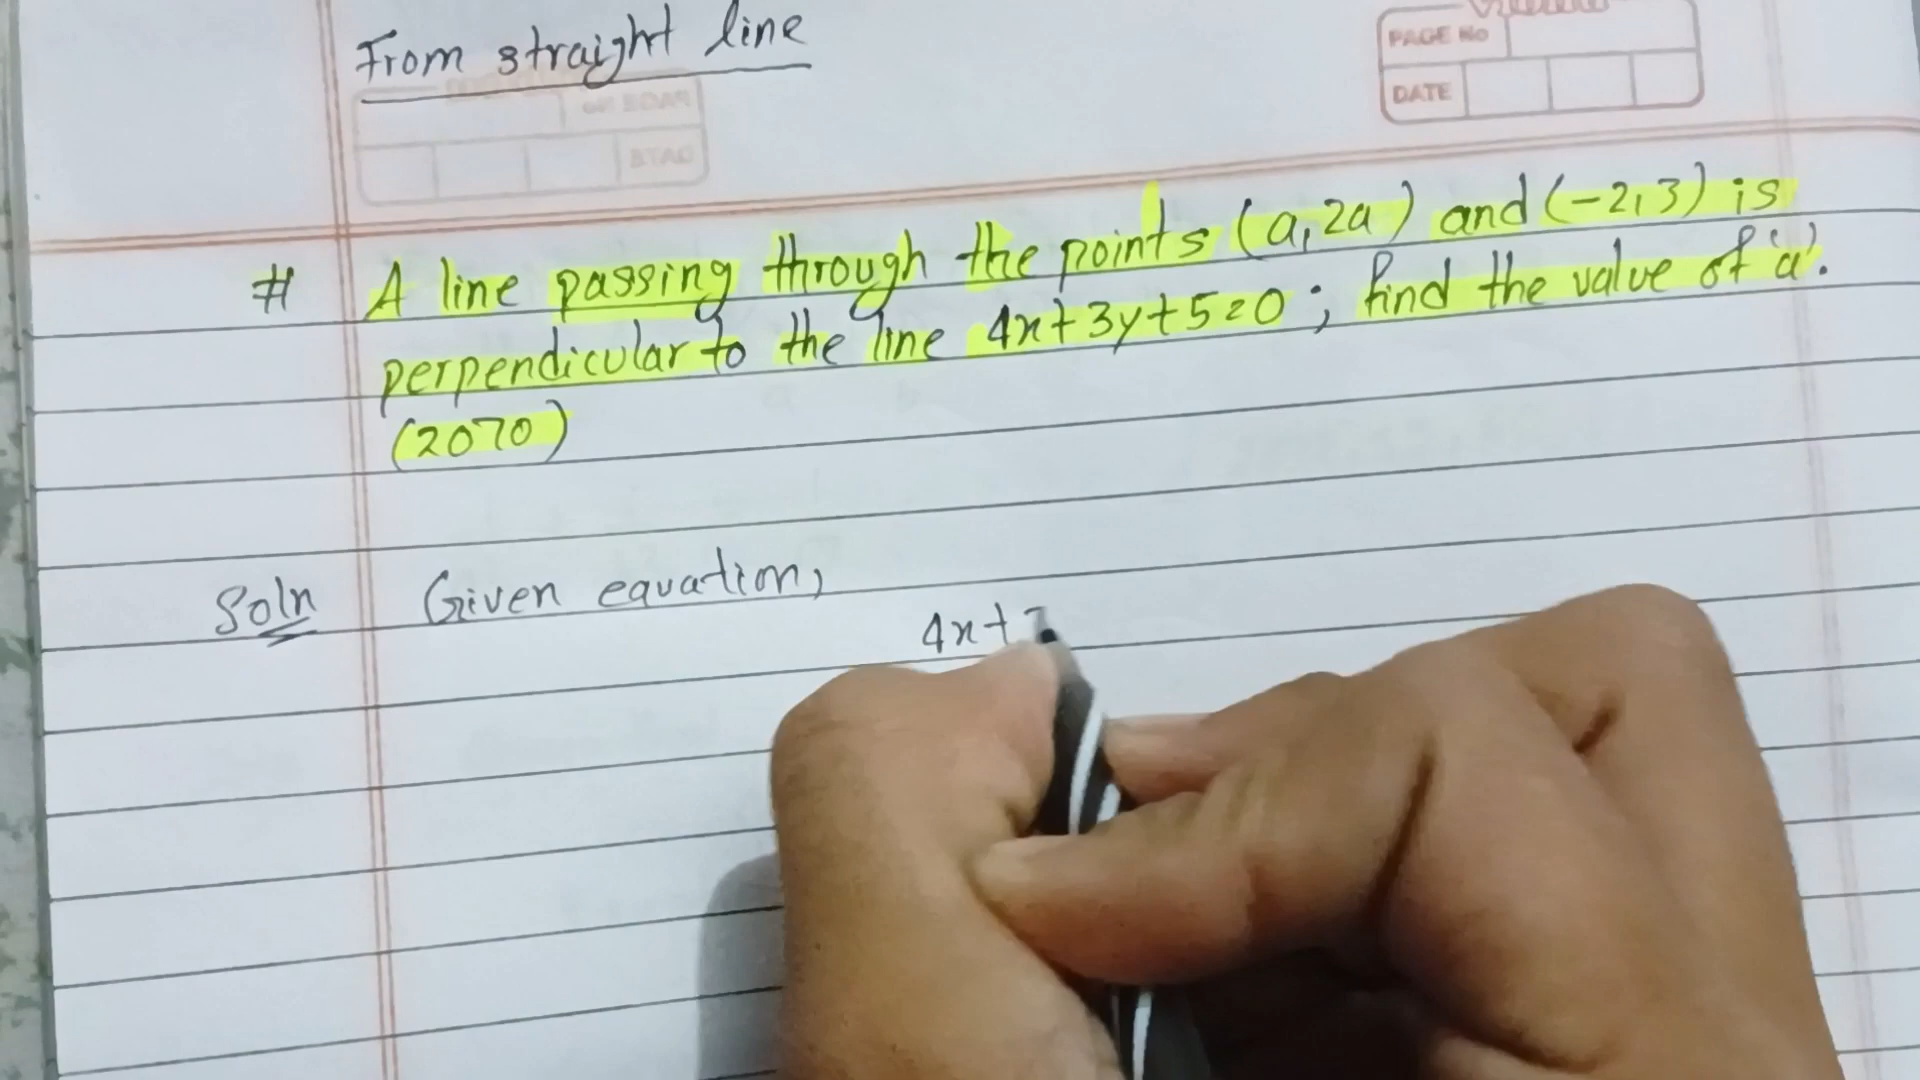 From straight line
PAGE No
DATE
# A line passing through the points (a, 2a) and (-2, 3) is
perpendicular to the line 4x+3y+5=0; find the value of 'a'.
(2070)
Soln Given equation,
4x+